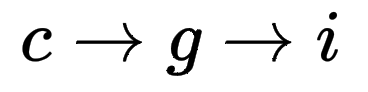 c → g → i